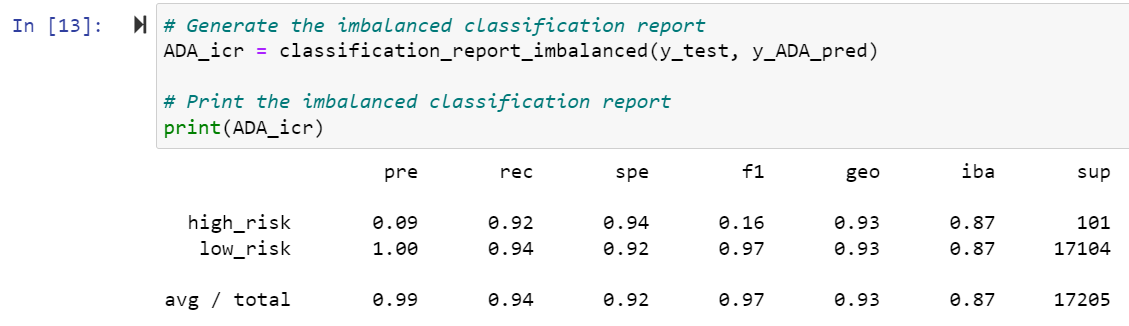 In [13]:
# Generate the imbalanced classification report
ADA_icr = classification_report_imbalanced(y_test, y_ADA_pred)
# Print the imbalanced classification report
print(ADA_icr)
pre rec spe f1 geo iba sup
high_risk 0.09 0.92 0.94 0.16 0.93 0.87 101
low_risk 1.00 0.94 0.92 0.97 0.93 0.87 17104
avg / total 0.99 0.94 0.92 0.97 0.93 0.87 17205